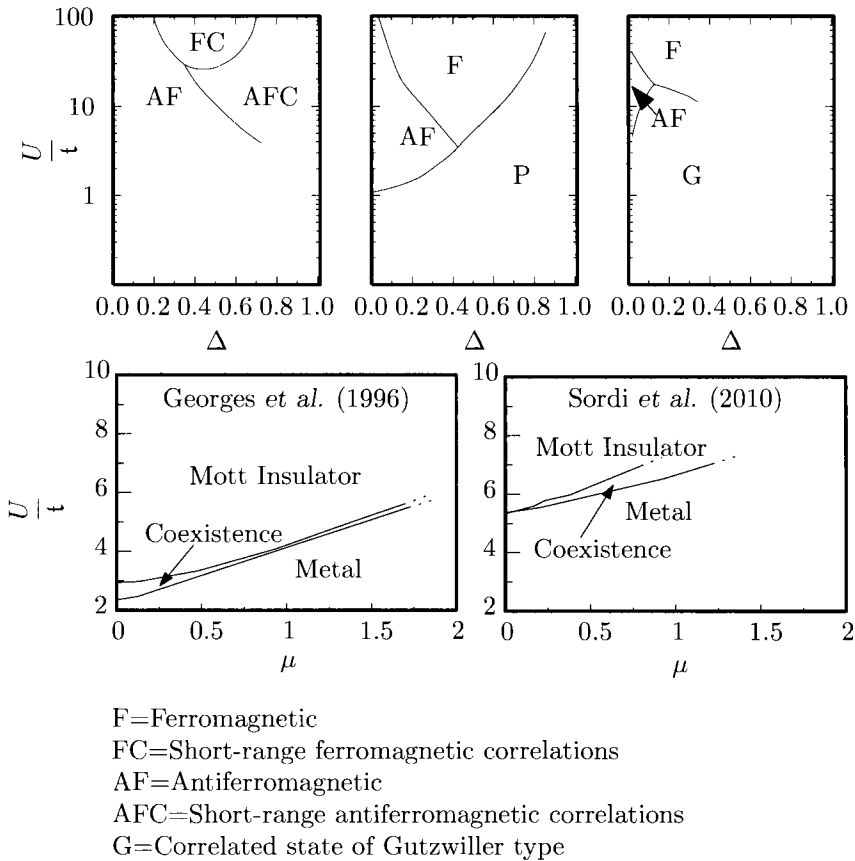 100
10
1
U
t
FC
AF
AFC
0.0 0.2 0.4 0.6 0.8 1.0
Δ
F
AF
P
0.0 0.2 0.4 0.6 0.8 1.0
Δ
F
AF
G
0.0 0.2 0.4 0.6 0.8 1.0
Δ
10
8
6
4
2
U
t
Georges et al. (1996)
Mott Insulator
Coexistence
Metal
0 0.5 1 1.5 2
μ
10
8
6
4
2
Sordi et al. (2010)
Mott Insulator
Metal
Coexistence
0 0.5 1 1.5 2
μ
F=Ferromagnetic
FC=Short-range ferromagnetic correlations
AF=Antiferromagnetic
AFC=Short-range antiferromagnetic correlations
G=Correlated state of Gutzwiller type